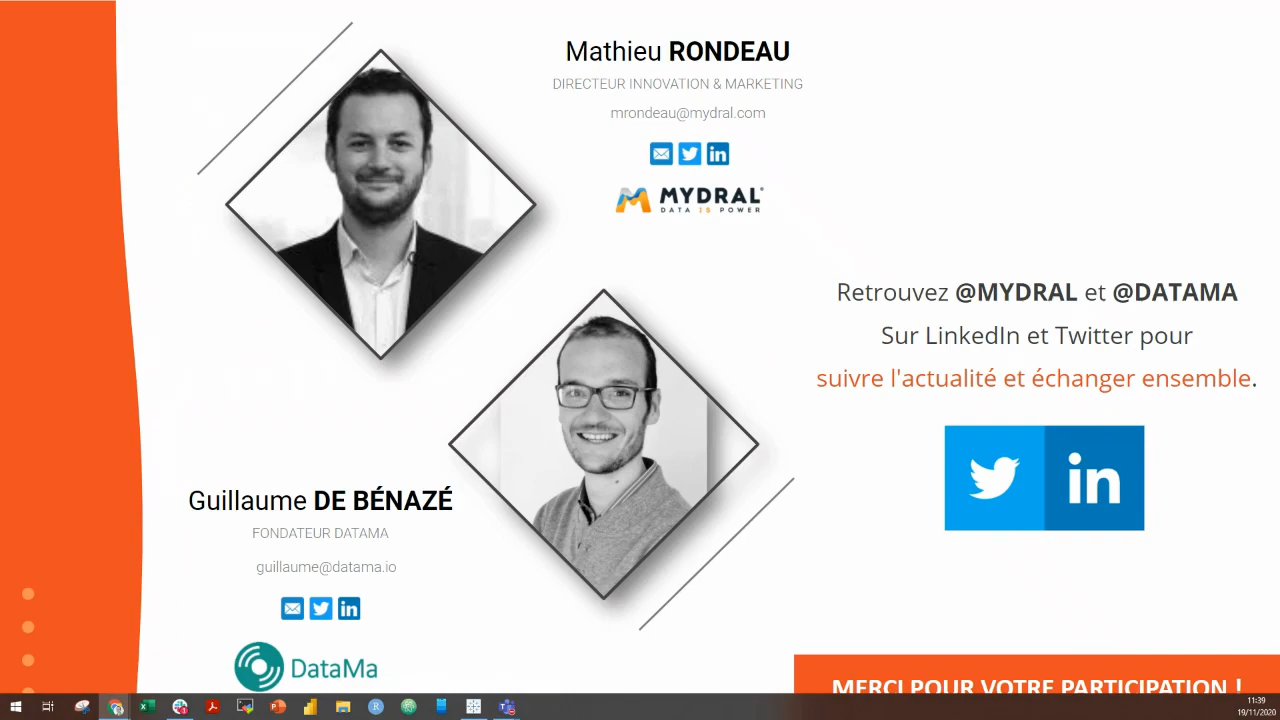 Mathieu RONDEAU
DIRECTEUR INNOVATION & MARKETING
mrondeau@mydral.com
in
MYDRAL
DATA IS POWER
Retrouvez @MYDRAL et @DATAMA
Sur LinkedIn et Twitter pour
suivre l'actualité et échanger ensemble.
in
Guillaume DE BÉNAZÉ
FONDATEUR DATAMA
guillaume@datama.io
in
DataMa
MERCI POUR VOTRE PARTICIPATION !
11:39
19/11/2020